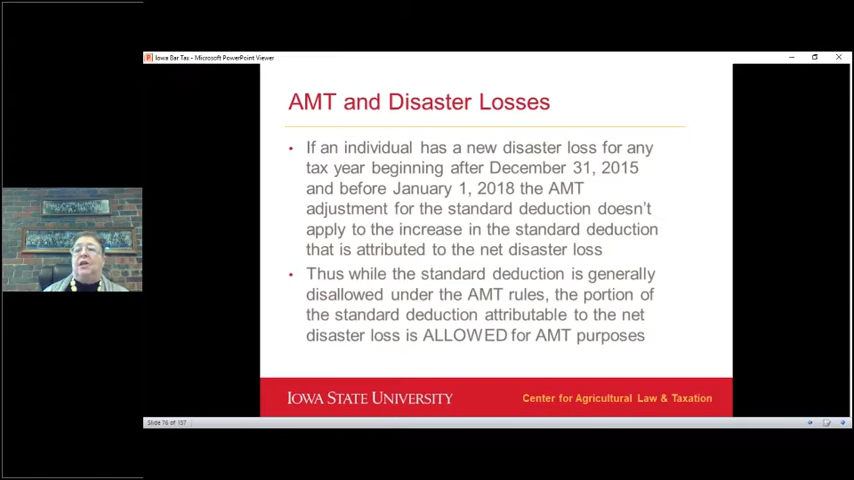 Iowa Bar Tax - Microsoft PowerPoint Viewer
AMT and Disaster Losses
• If an individual has a new disaster loss for any
tax year beginning after December 31, 2015
and before January 1, 2018 the AMT
adjustment for the standard deduction doesn't
apply to the increase in the standard deduction
that is attributed to the net disaster loss
• Thus while the standard deduction is generally
disallowed under the AMT rules, the portion of
the standard deduction attributable to the net
disaster loss is ALLOWED for AMT purposes
IOWA STATE UNIVERSITY
Center for Agricultural Law & Taxation
Slide 76 of 157